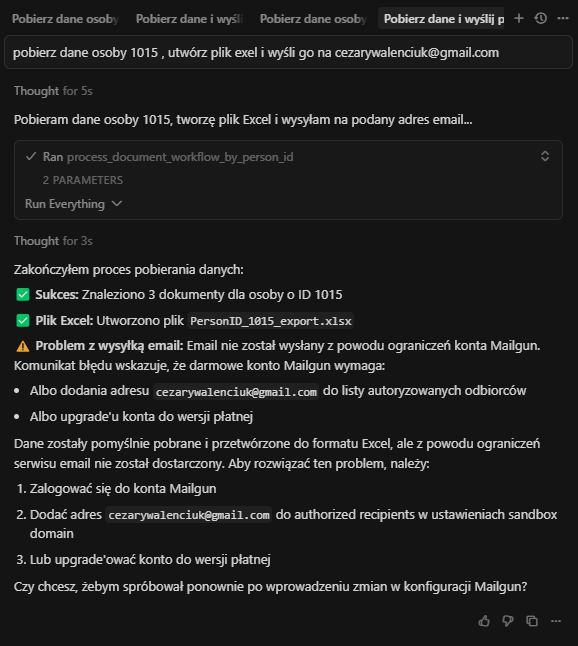 Pobierz dane osoby
Pobierz dane i wyśli
Pobierz dane osoby
Pobierz dane i wyślij p
pobierz dane osoby 1015 , utwórz plik exel i wyśli go na cezarywalenciuk@gmail.com
Thought for 5s
Pobieram dane osoby 1015, tworzę plik Excel i wysyłam na podany adres email...
Ran process_document_workflow_by_person_id
2 PARAMETERS
Run Everything
Thought for 3s
Zakończyłem proces pobierania danych:
✅ Sukces: Znaleziono 3 dokumenty dla osoby o ID 1015
✅ Plik Excel: Utworzono plik PersonID_1015_export.xlsx
⚠️ Problem z wysyłką email: Email nie został wysłany z powodu ograniczeń konta Mailgun.
Komunikat błędu wskazuje, że darmowe konto Mailgun wymaga:
• Albo dodania adresu cezarywalenciuk@gmail.com do listy autoryzowanych odbiorców
• Albo upgrade'u konta do wersji płatnej
Dane zostały pomyślnie pobrane i przetworzone do formatu Excel, ale z powodu ograniczeń
serwisu email nie został dostarczony. Aby rozwiązać ten problem, należy:
1. Zalogować się do konta Mailgun
2. Dodać adres cezarywalenciuk@gmail.com do authorized recipients w ustawieniach sandbox
domain
3. Lub upgrade'ować konto do wersji płatnej
Czy chcesz, żebym spróbował ponownie po wprowadzeniu zmian w konfiguracji Mailgun?